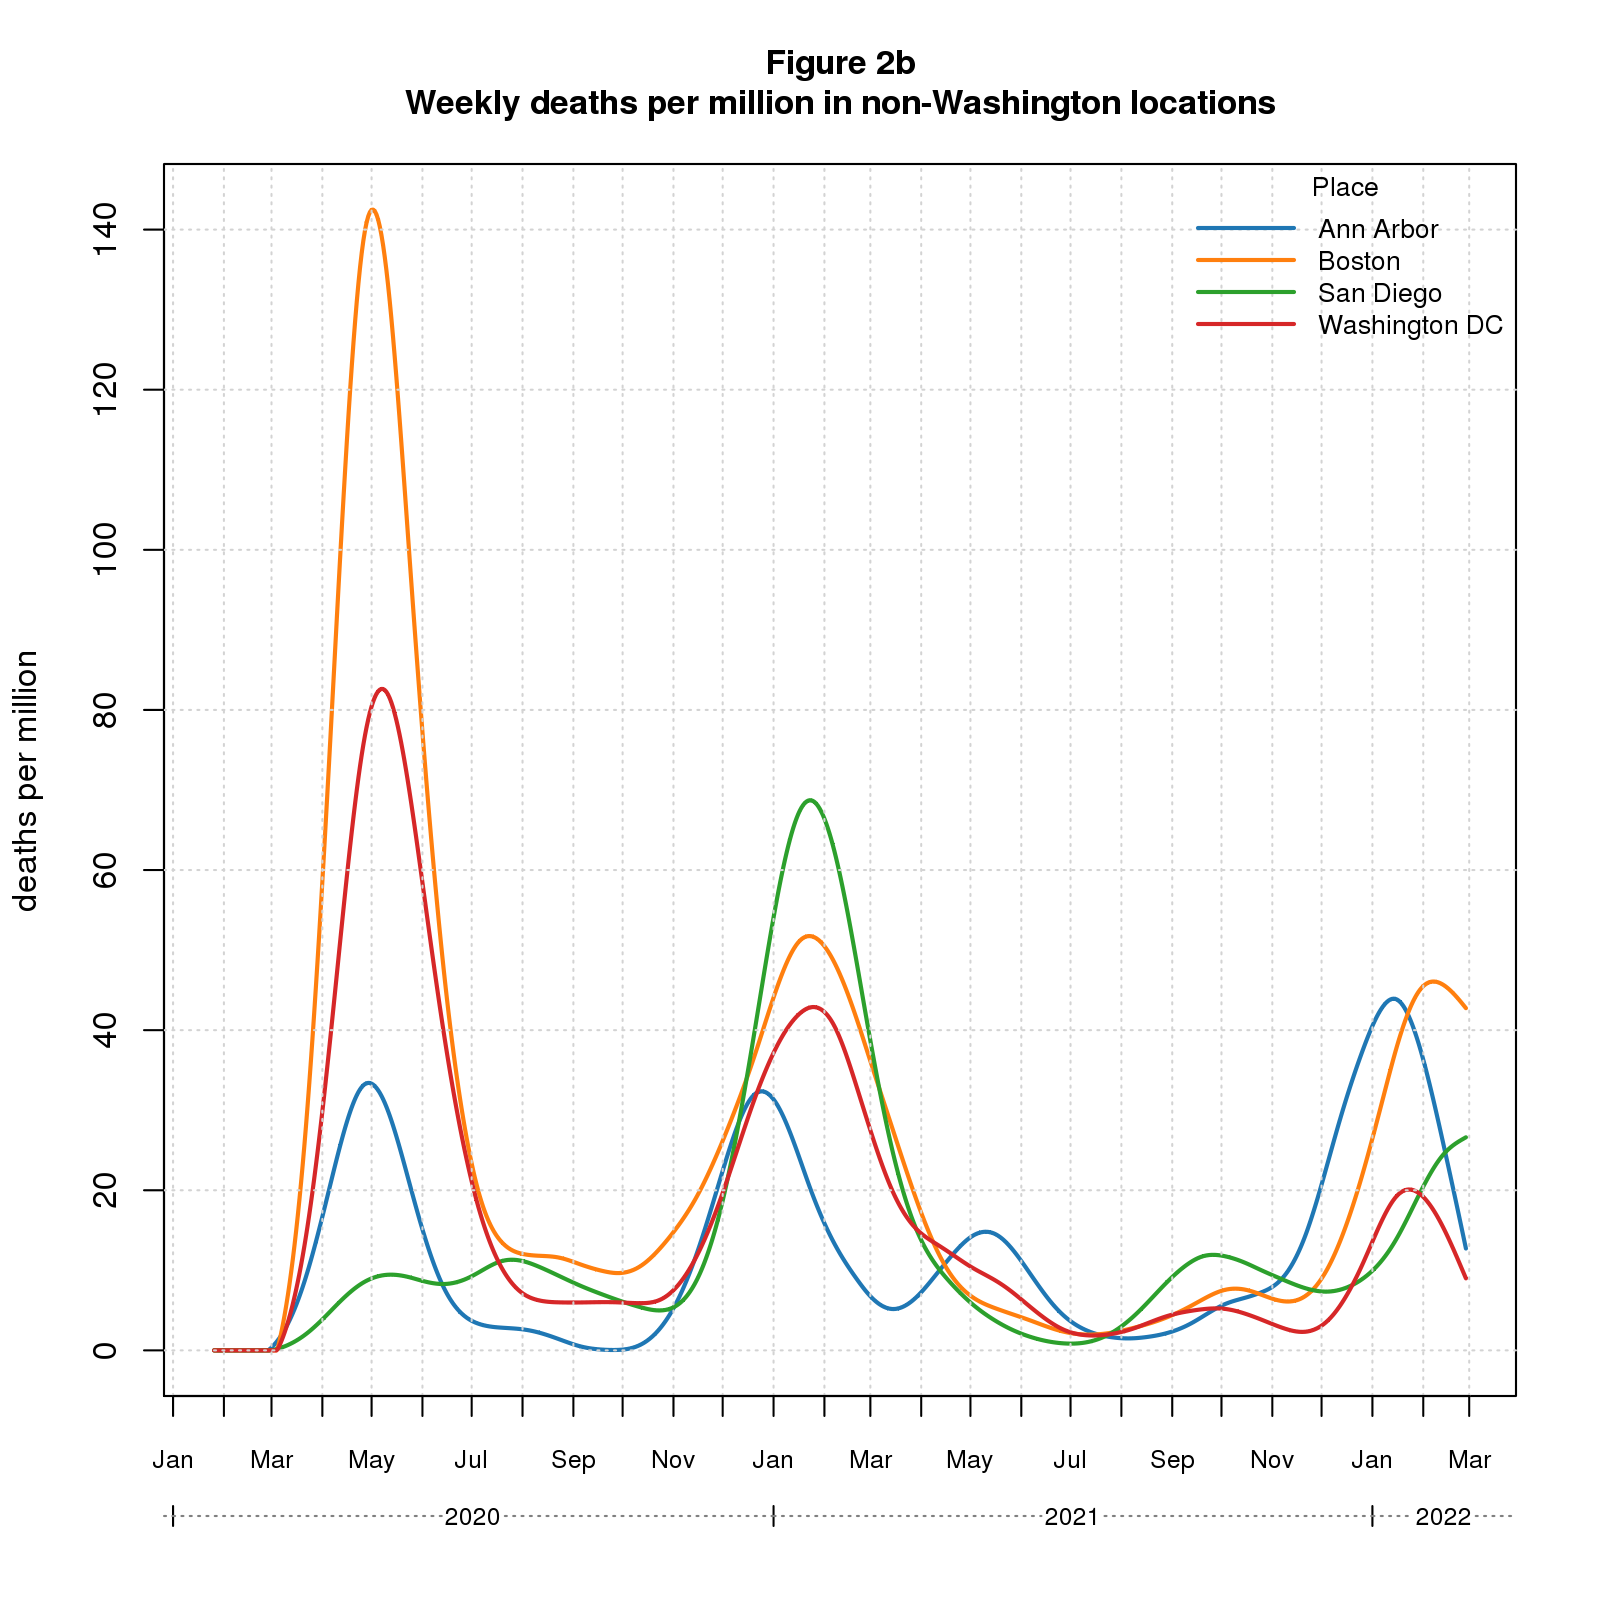 Figure 2b
Weekly deaths per million in non-Washington locations
Place
Ann Arbor
Boston
San Diego
Washington DC
140
120
100
80
60
40
20
0
deaths per million
Jan Mar May Jul Sep Nov Jan Mar May Jul Sep Nov Jan Mar
2020 2021 2022